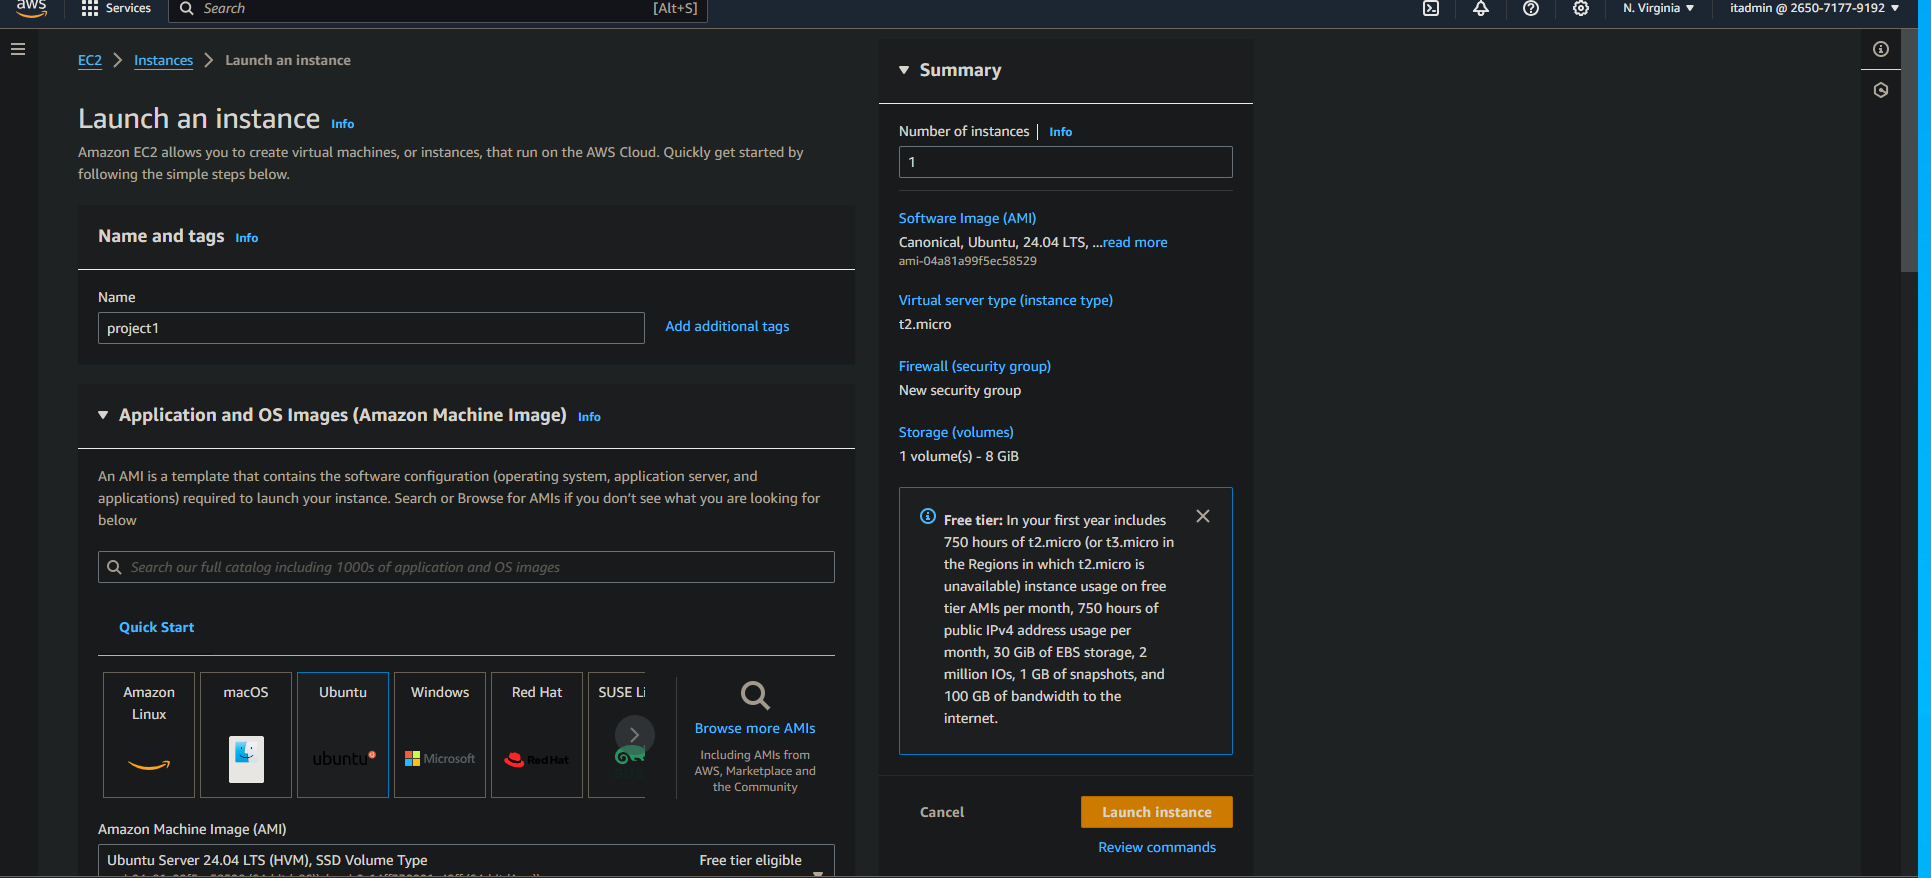 aws
Services
Search
[Alt+S]
N. Virginia
itadmin @ 2650-7177-9192
EC2
Instances
Launch an instance
Launch an instance Info
Amazon EC2 allows you to create virtual machines, or instances, that run on the AWS Cloud. Quickly get started by
following the simple steps below.
Name and tags Info
Name
project1
Add additional tags
Application and OS Images (Amazon Machine Image) Info
An AMI is a template that contains the software configuration (operating system, application server, and
applications) required to launch your instance. Search or Browse for AMIs if you don't see what you are looking for
below
Search our full catalog including 1000s of application and OS images
Quick Start
Amazon
Linux
macOS
Ubuntu
ubuntu
Windows
Microsoft
Red Hat
Red Hat
SUSE Li
Browse more AMIs
Including AMIs from
AWS, Marketplace and
the Community
Amazon Machine Image (AMI)
Ubuntu Server 24.04 LTS (HVM), SSD Volume Type
Free tier eligible
Summary
Number of instances Info
1
Software Image (AMI)
Canonical, Ubuntu, 24.04 LTS, ...read more
ami-04a81a99f5ec58529
Virtual server type (instance type)
t2.micro
Firewall (security group)
New security group
Storage (volumes)
1 volume(s) - 8 GiB
Free tier: In your first year includes
750 hours of t2.micro (or t3.micro in
the Regions in which t2.micro is
unavailable) instance usage on free
tier AMIs per month, 750 hours of
public IPv4 address usage per
month, 30 GiB of EBS storage, 2
million IOs, 1 GB of snapshots, and
100 GB of bandwidth to the
internet.
Cancel
Launch instance
Review commands